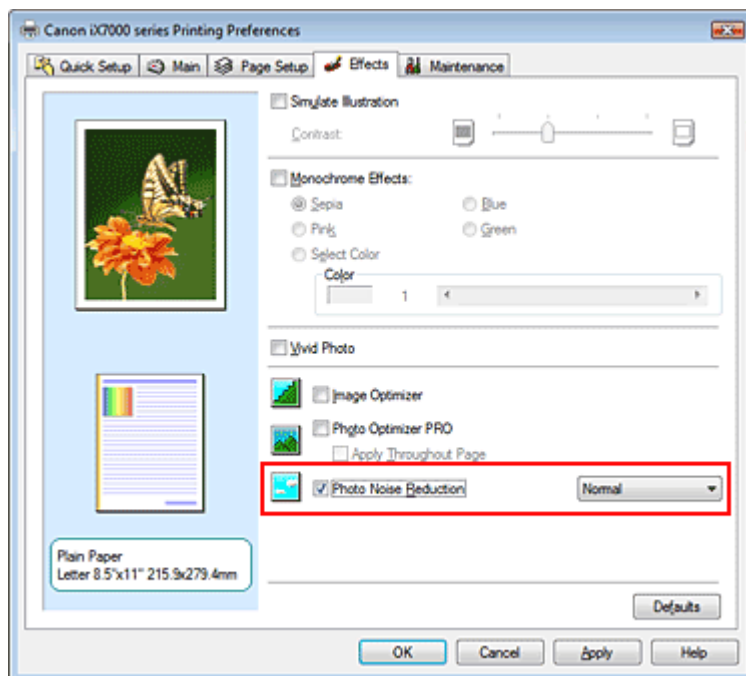 Canon iX7000 series Printing Preferences
Quick Setup Main Page Setup Effects Maintenance
Simulate Illustration
Contrast:
Monochrome Effects:
Sepia Blue
Pink Green
Select Color
Color
1
Vivid Photo
Image Optimizer
Photo Optimizer PRO
Apply Throughout Page
Photo Noise Reduction Normal
Plain Paper
Letter 8.5"x11" 215.9x279.4mm
Defaults
OK Cancel Apply Help